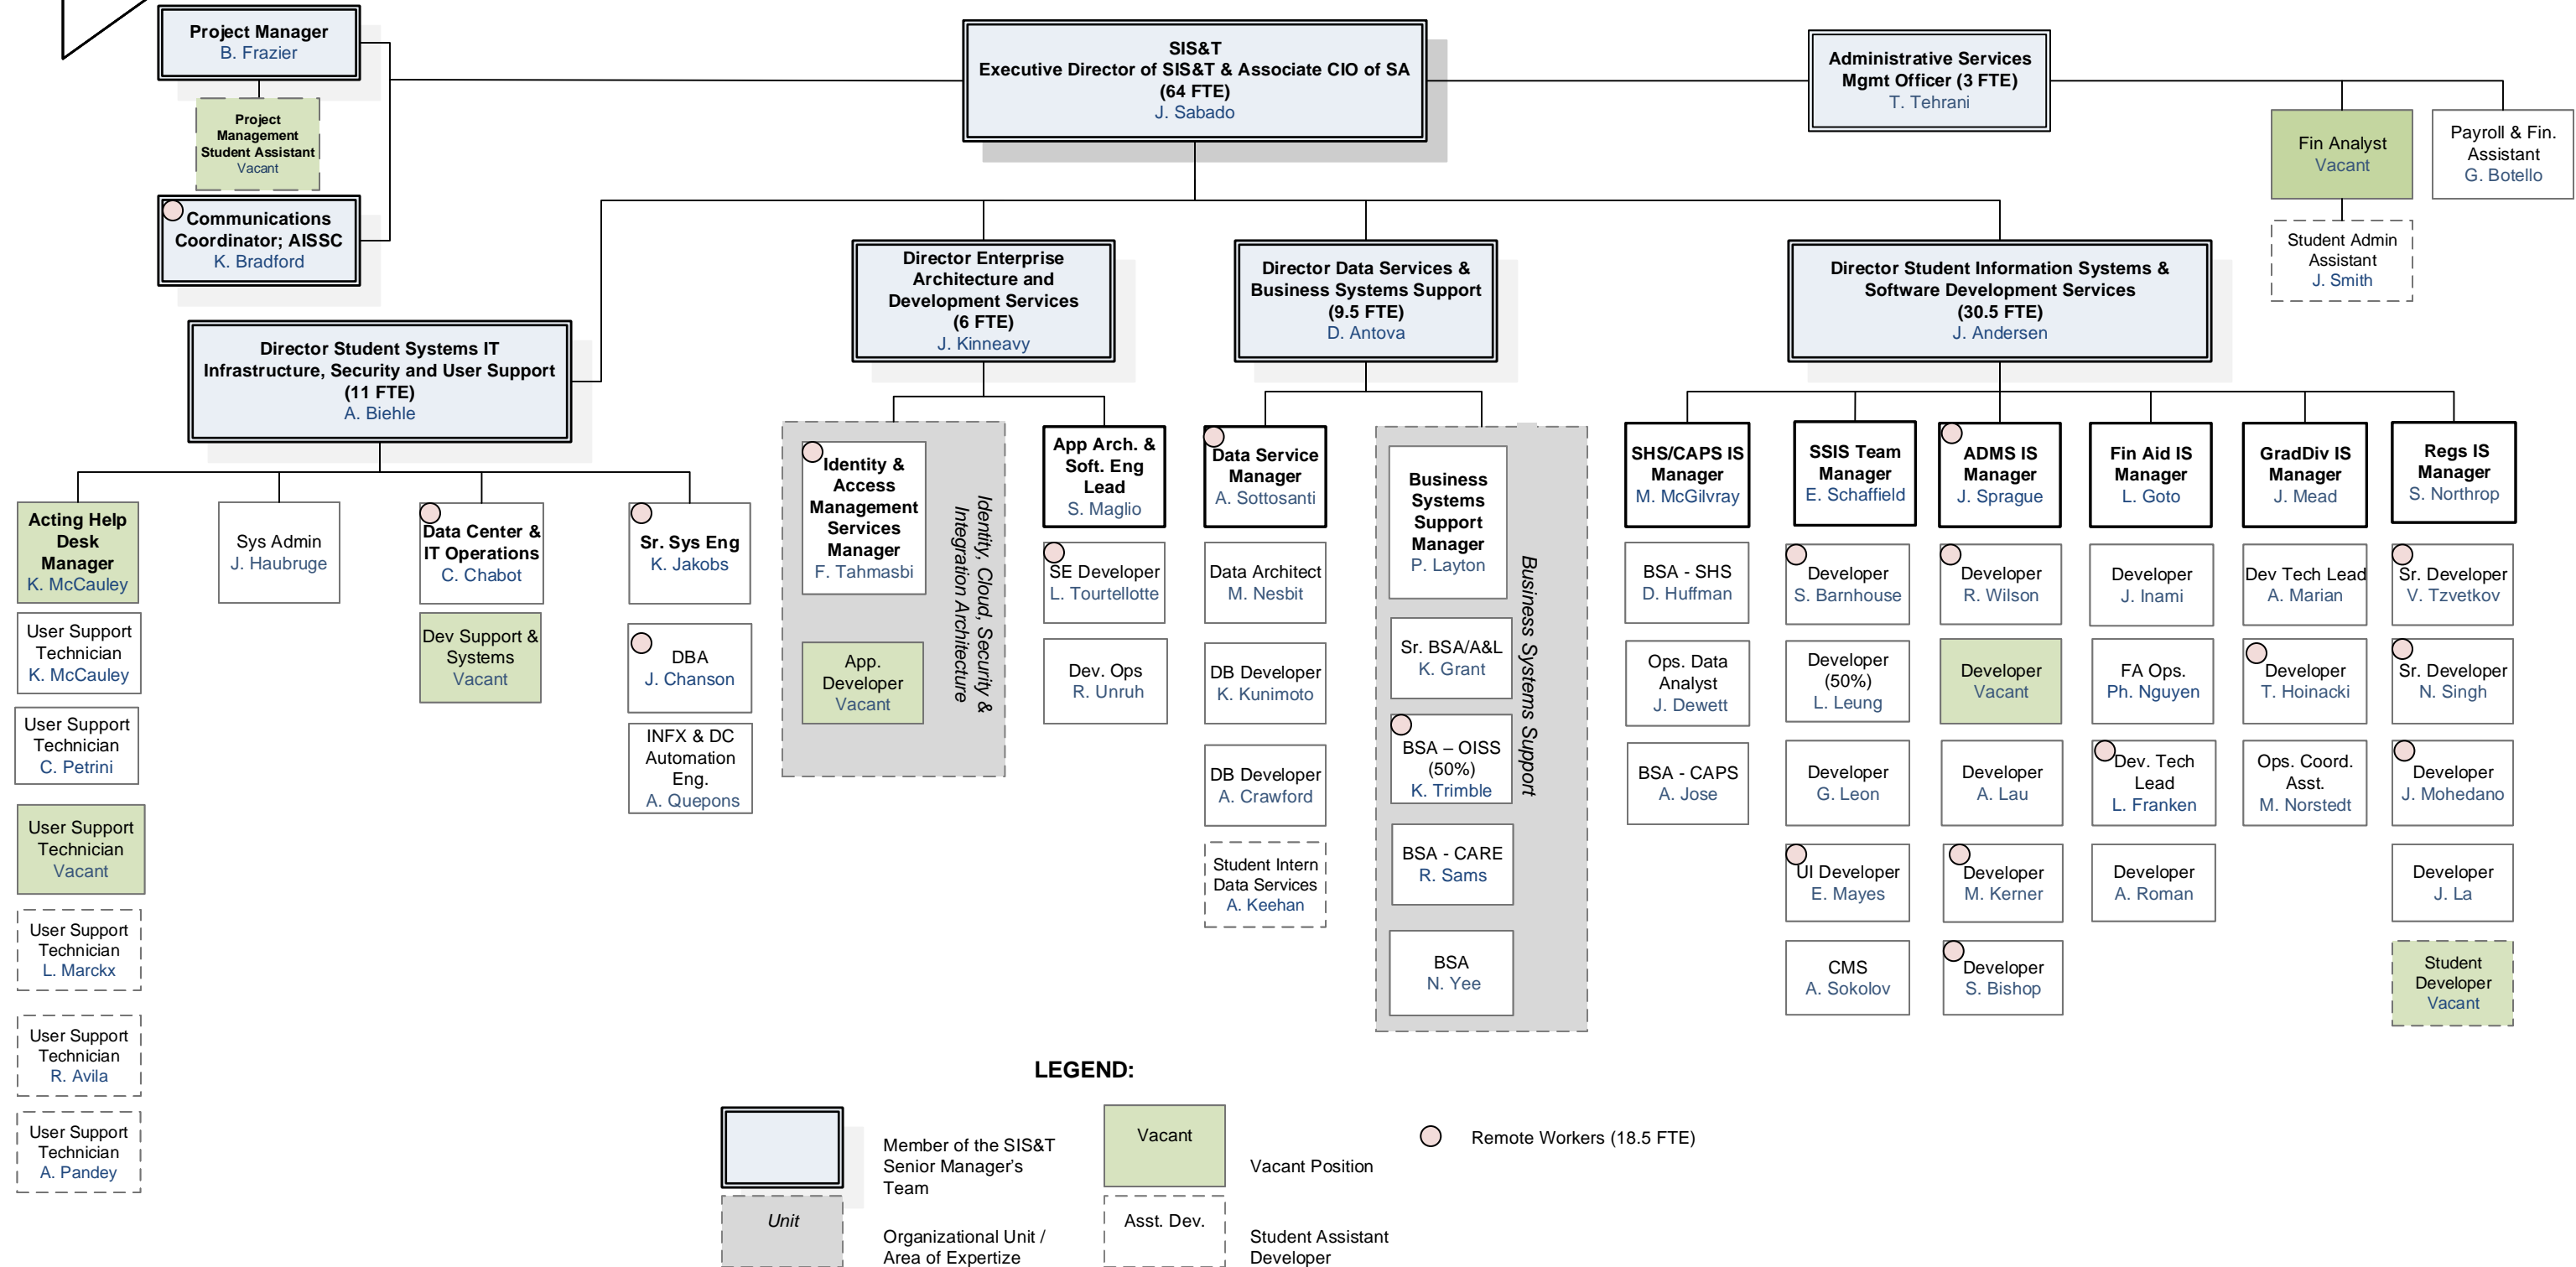 Project Manager
B. Frazier
Project
Management
Student Assistant
Vacant
Communications
Coordinator; AISSC
K. Bradford
SIS&T
Executive Director of SIS&T & Associate CIO of SA
(64 FTE)
J. Sabado
Administrative Services
Mgmt Officer (3 FTE)
T. Tehrani
Fin Analyst
Vacant
Payroll & Fin.
Assistant
G. Botello
Student Admin
Assistant
J. Smith
Director Student Systems IT
Infrastructure, Security and User Support
(11 FTE)
A. Biehle
Director Enterprise
Architecture and
Development Services
(6 FTE)
J. Kinneavy
Director Data Services &
Business Systems Support
(9.5 FTE)
D. Antova
Director Student Information Systems &
Software Development Services
(30.5 FTE)
J. Andersen
Acting Help
Desk
Manager
K. McCauley
User Support
Technician
K. McCauley
User Support
Technician
C. Petrini
User Support
Technician
Vacant
User Support
Technician
L. Marckx
User Support
Technician
R. Avila
User Support
Technician
A. Pandey
Sys Admin
J. Haubruge
Data Center &
IT Operations
C. Chabot
Dev Support &
Systems
Vacant
Sr. Sys Eng
K. Jakobs
DBA
J. Chanson
INFX & DC
Automation
Eng.
A. Quepons
Identity &
Access
Management
Services
Manager
F. Tahmasbi
App.
Developer
Vacant
Identity, Cloud, Security &
Integration Architecture
App Arch. &
Soft. Eng
Lead
S. Maglio
SE Developer
L. Tourtellotte
Dev. Ops
R. Unruh
Data Service
Manager
A. Sottosanti
Data Architect
M. Nesbit
DB Developer
K. Kunimoto
DB Developer
A. Crawford
Student Intern
Data Services
A. Keehan
Business
Systems
Support
Manager
P. Layton
Sr. BSA/A&L
K. Grant
BSA – OISS
(50%)
K. Trimble
BSA - CARE
R. Sams
BSA
N. Yee
Business Systems Support
SHS/CAPS IS
Manager
M. McGilvray
BSA - SHS
D. Huffman
Ops. Data
Analyst
J. Dewett
BSA - CAPS
A. Jose
SSIS Team
Manager
E. Schaffield
Developer
S. Barnhouse
Developer
(50%)
L. Leung
Developer
G. Leon
UI Developer
E. Mayes
CMS
A. Sokolov
ADMS IS
Manager
J. Sprague
Developer
R. Wilson
Developer
Vacant
Developer
A. Lau
Developer
M. Kerner
Developer
S. Bishop
Fin Aid IS
Manager
L. Goto
Developer
J. Inami
FA Ops.
Ph. Nguyen
Dev. Tech
Lead
L. Franken
Developer
A. Roman
GradDiv IS
Manager
J. Mead
Dev Tech Lead
A. Marian
Developer
T. Hoinacki
Ops. Coord.
Asst.
M. Norstedt
Regs IS
Manager
S. Northrop
Sr. Developer
V. Tzvetkov
Sr. Developer
N. Singh
Developer
J. Mohedano
Developer
J. La
Student
Developer
Vacant
LEGEND:
Member of the SIS&T
Senior Manager's
Team
Unit
Organizational Unit /
Area of Expertize
Vacant
Vacant Position
Asst. Dev.
Student Assistant
Developer
Remote Workers (18.5 FTE)